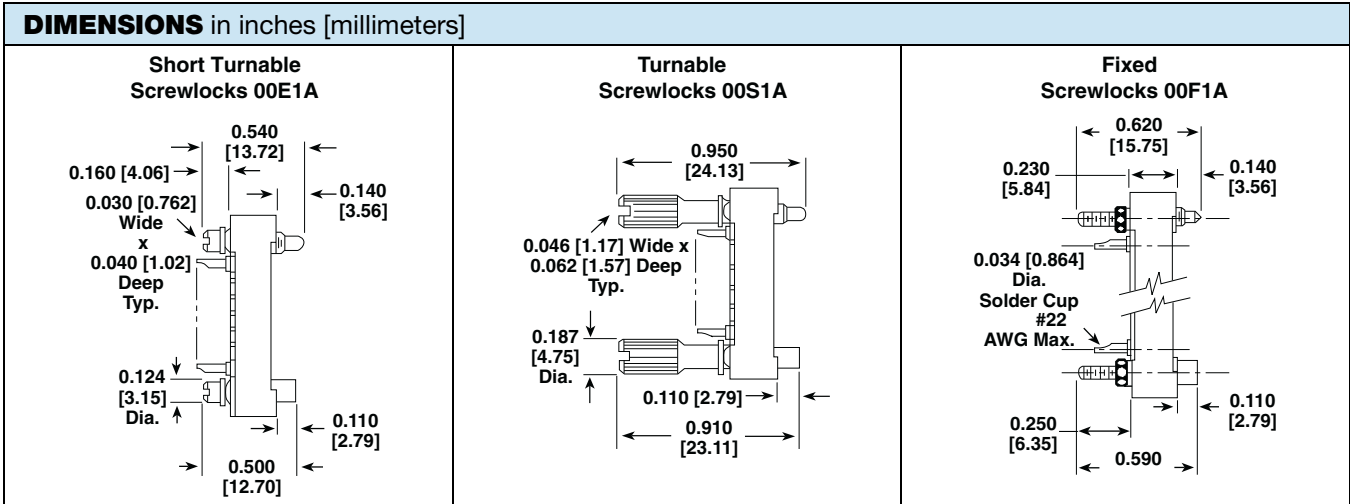 DIMENSIONS in inches [millimeters]
Short Turnable
Screwlocks 00E1A
0.540
[13.72]
0.160 [4.06]
0.140
[3.56]
0.030 [0.762]
Wide
x
0.040 [1.02]
Deep
Typ.
0.124
[3.15]
Dia.
0.110
[2.79]
0.500
[12.70]
Turnable
Screwlocks 00S1A
0.950
[24.13]
0.046 [1.17] Wide x
0.062 [1.57] Deep
Typ.
0.187
[4.75]
Dia.
0.110 [2.79]
0.910
[23.11]
Fixed
Screwlocks 00F1A
0.620
[15.75]
0.230
[5.84]
0.140
[3.56]
0.034 [0.864]
Dia.
Solder Cup
#22
AWG Max.
0.110
[2.79]
0.250
[6.35]
0.590